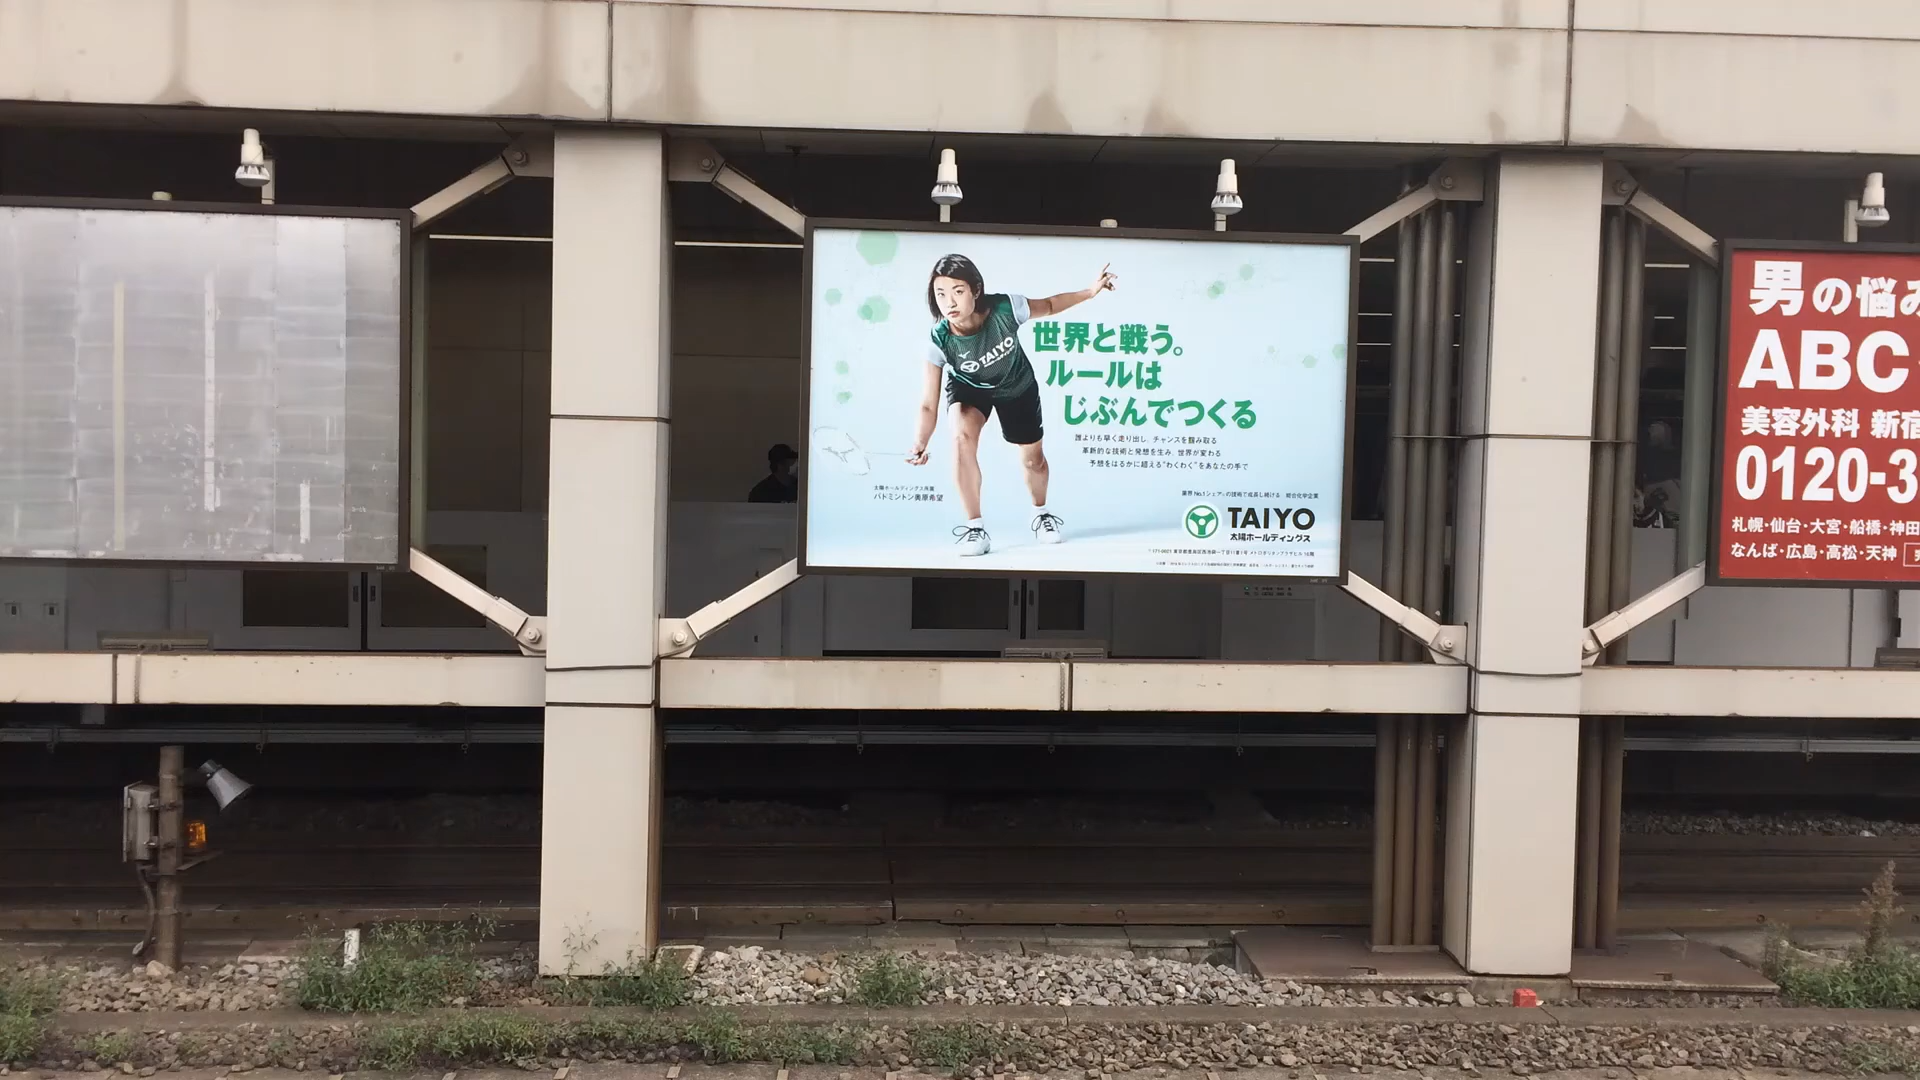 世界と戦う。
ルールは
じぶんでつくる
誰よりも早く走り出し、チャンスを掴み取る
革新的な技術と発想を生み、世界が変わる
予想をはるかに超える“わくわく”をあなたの手で
太陽ホールディングス所属
バドミントン奥原希望
TAIYO
業界No.1シェアの技術で成長し続ける 総合化学企業
TAIYO
太陽ホールディングス
男の悩み
ABC
美容外科 新宿
0120-3
札幌・仙台・大宮・船橋・神田
なんば・広島・高松・天神